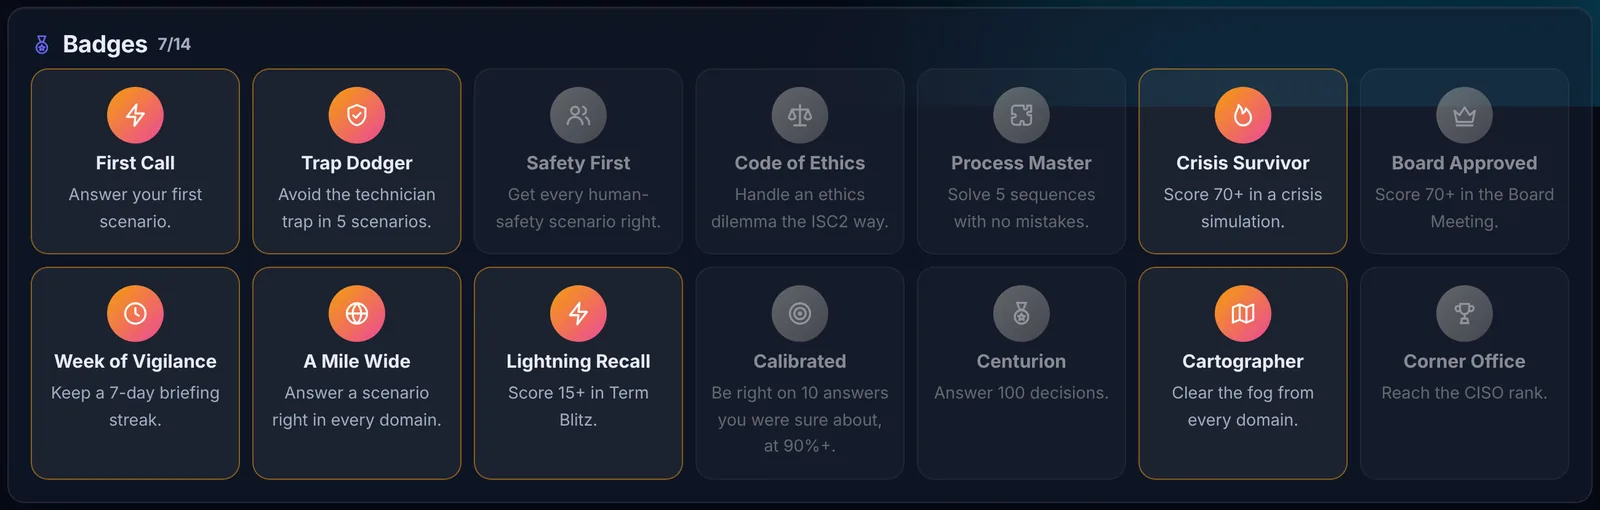 Badges 7/14
First Call
Answer your first
scenario.
Trap Dodger
Avoid the technician
trap in 5 scenarios.
Safety First
Get every human-
safety scenario right.
Code of Ethics
Handle an ethics
dilemma the ISC2 way.
Process Master
Solve 5 sequences
with no mistakes.
Crisis Survivor
Score 70+ in a crisis
simulation.
Board Approved
Score 70+ in the Board
Meeting.
Week of Vigilance
Keep a 7-day briefing
streak.
A Mile Wide
Answer a scenario
right in every domain.
Lightning Recall
Score 15+ in Term
Blitz.
Calibrated
Be right on 10 answers
you were sure about,
at 90%+.
Centurion
Answer 100 decisions.
Cartographer
Clear the fog from
every domain.
Corner Office
Reach the CISO rank.